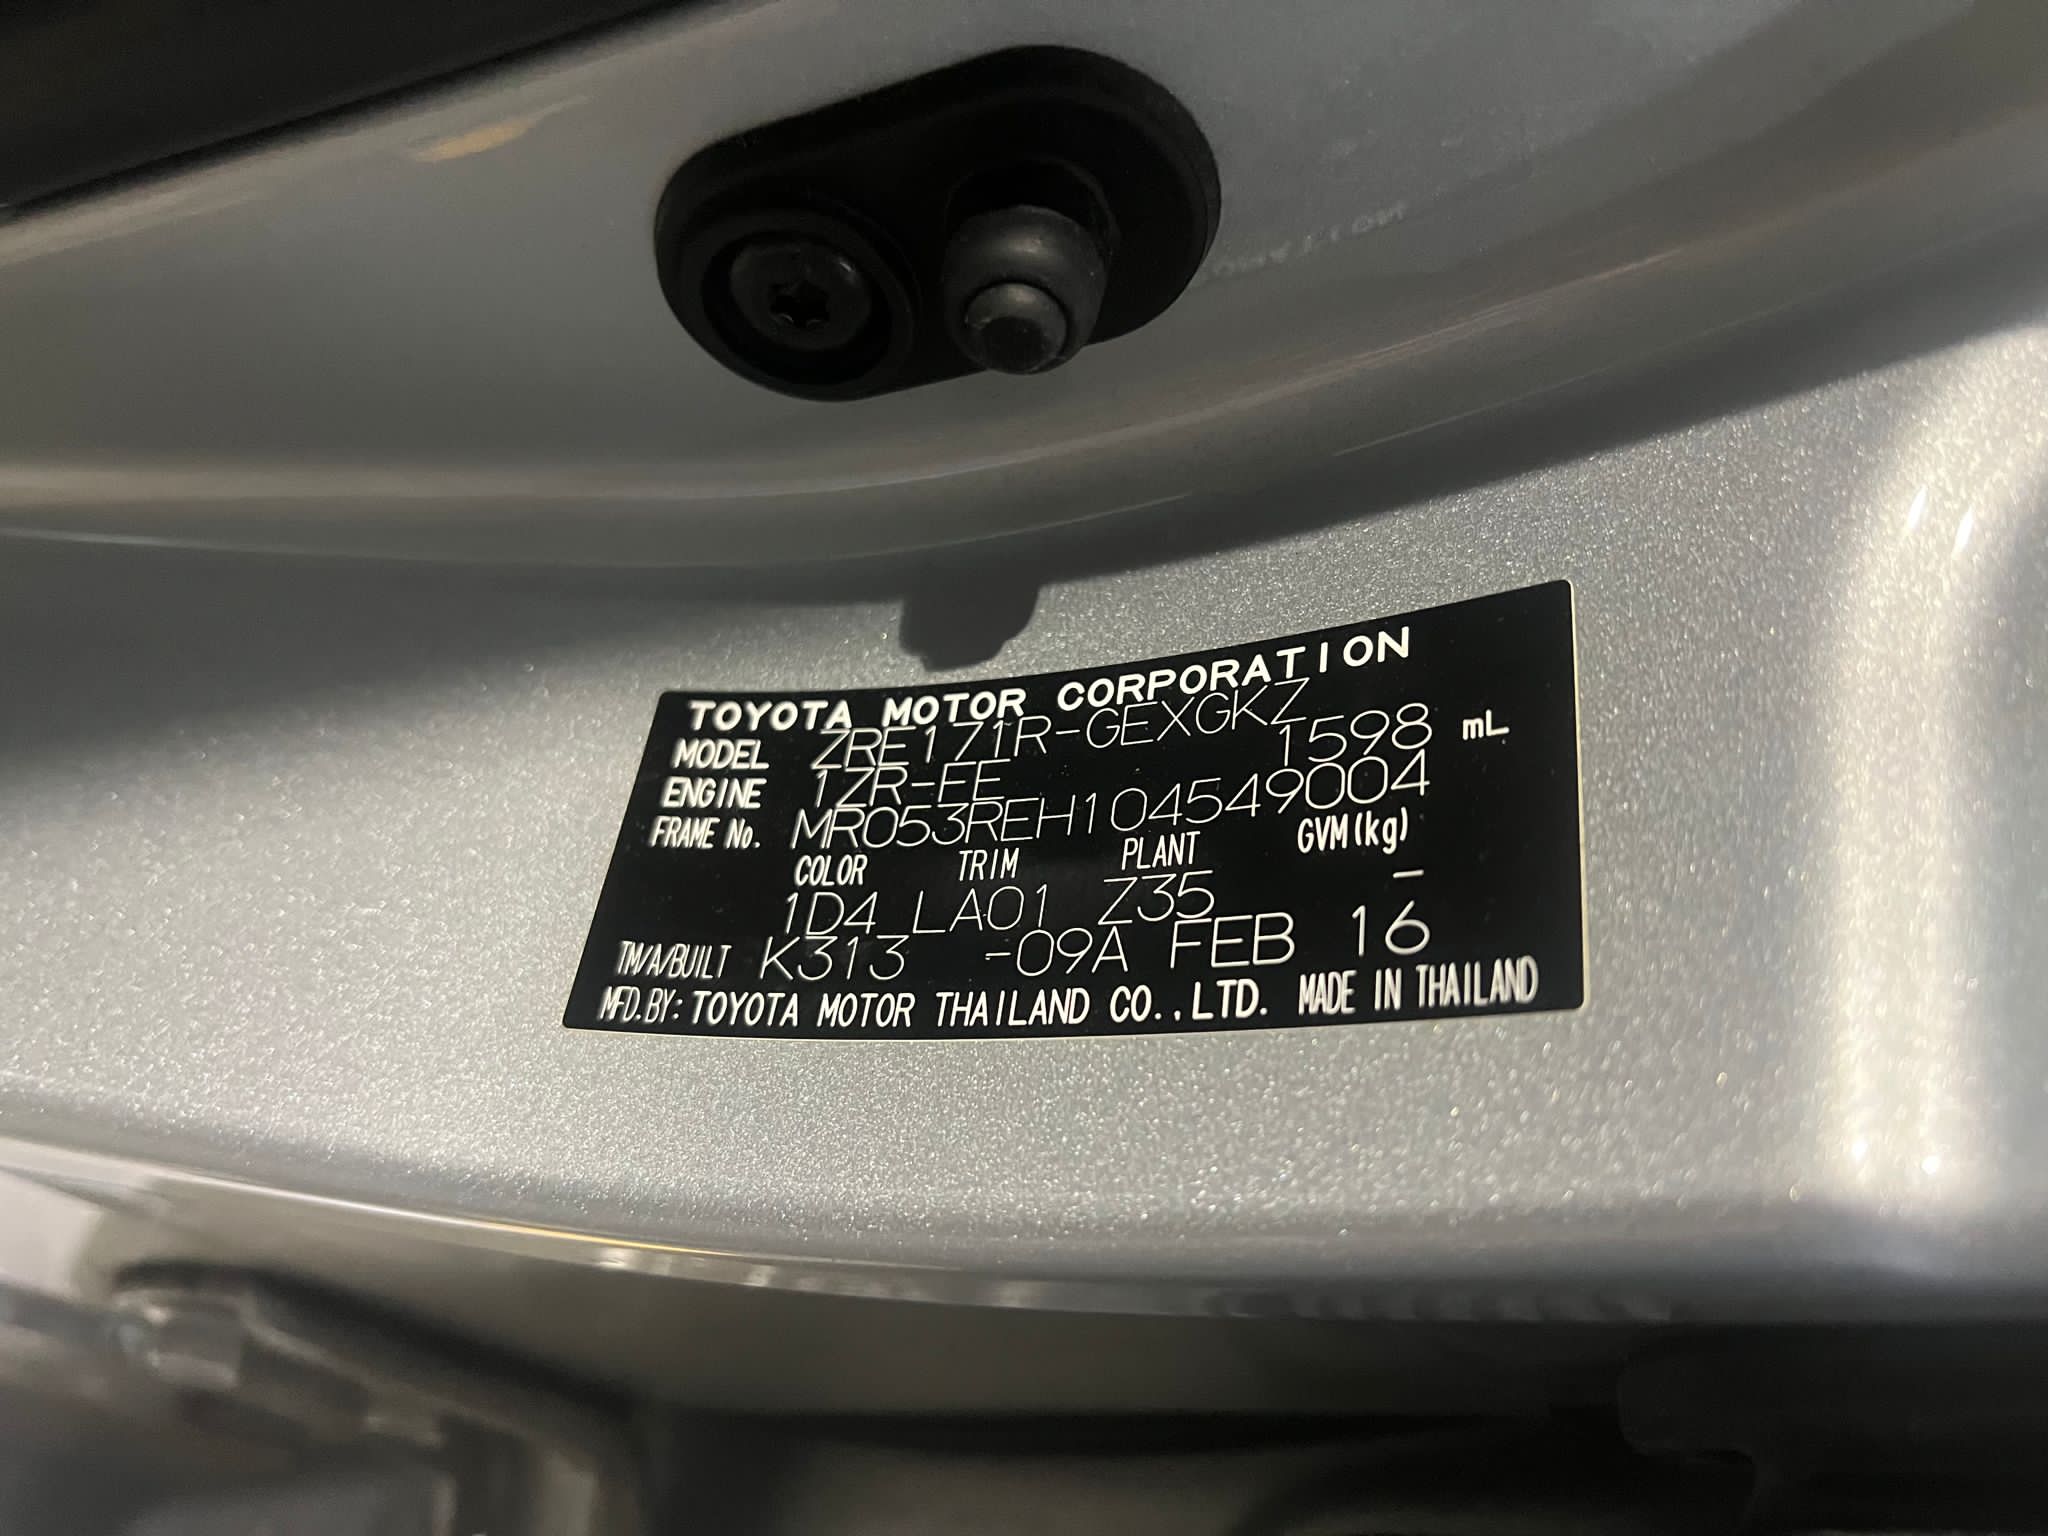 TOYOTA MOTOR CORPORATION
MODEL ZRE171R-GEXGKZ
ENGINE 1ZR-FE 1598 mL
FRAME No. MR053REH104549004
COLOR TRIM PLANT GVM(kg)
1D4 LA01 Z35 -
TM/A/BUILT K313 -09A FEB 16
MFD.BY: TOYOTA MOTOR THAILAND CO.,LTD. MADE IN THAILAND